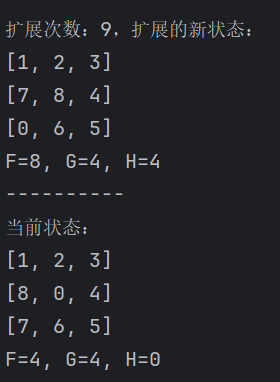 扩展次数：9，扩展的新状态：
[1, 2, 3]
[7, 8, 4]
[0, 6, 5]
F=8, G=4, H=4
----------
当前状态：
[1, 2, 3]
[8, 0, 4]
[7, 6, 5]
F=4, G=4, H=0